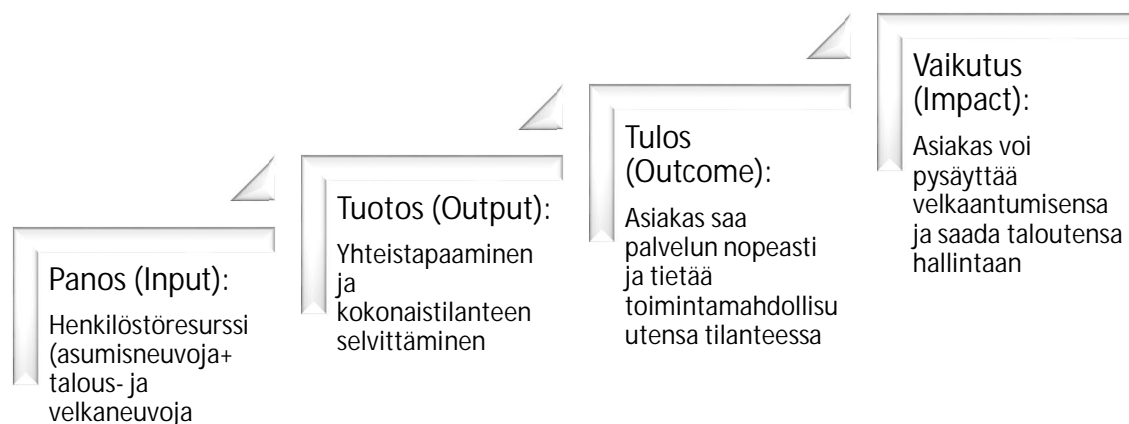 Panos (Input):
Henkilöstöresurssi
(asumisneuvoja+
talous- ja
velkaneuvoja
Tuotos (Output):
Yhteistapaaminen
ja
kokonaistilanteen
selvittäminen
Tulos
(Outcome):
Asiakas saa
palvelun nopeasti
ja tietää
toimintamahdollisu
utensa tilanteessa
Vaikutus
(Impact):
Asiakas voi
pysäyttää
velkaantumisensa
ja saada taloutensa
hallintaan